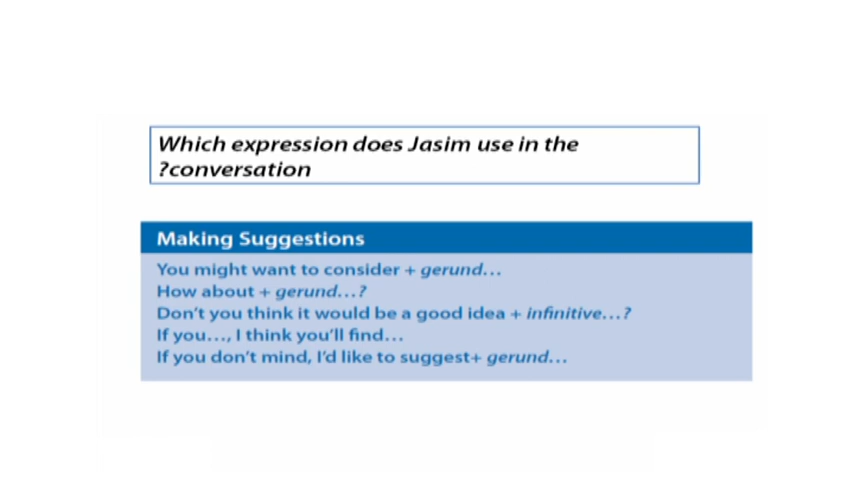 Which expression does Jasim use in the
?conversation
Making Suggestions
You might want to consider + gerund...
How about + gerund...?
Don't you think it would be a good idea + infinitive...?
If you..., I think you'll find...
If you don't mind, I'd like to suggest+ gerund...